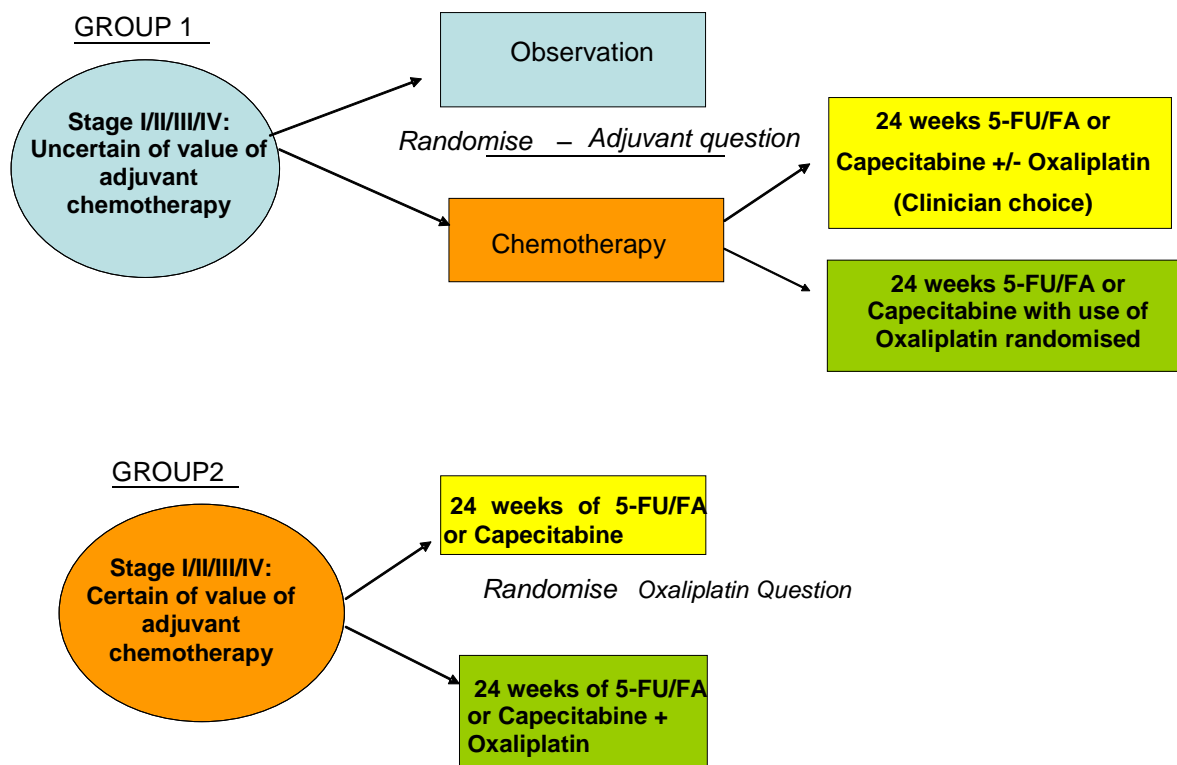 GROUP 1
Stage I/II/III/IV:
Uncertain of value of
adjuvant
chemotherapy
Observation
Randomise – Adjuvant question
Chemotherapy
24 weeks 5-FU/FA or
Capecitabine +/- Oxaliplatin
(Clinician choice)
24 weeks 5-FU/FA or
Capecitabine with use of
Oxaliplatin randomised
GROUP2
Stage I/II/III/IV:
Certain of value of
adjuvant
chemotherapy
24 weeks of 5-FU/FA
or Capecitabine
Randomise Oxaliplatin Question
24 weeks of 5-FU/FA
or Capecitabine +
Oxaliplatin